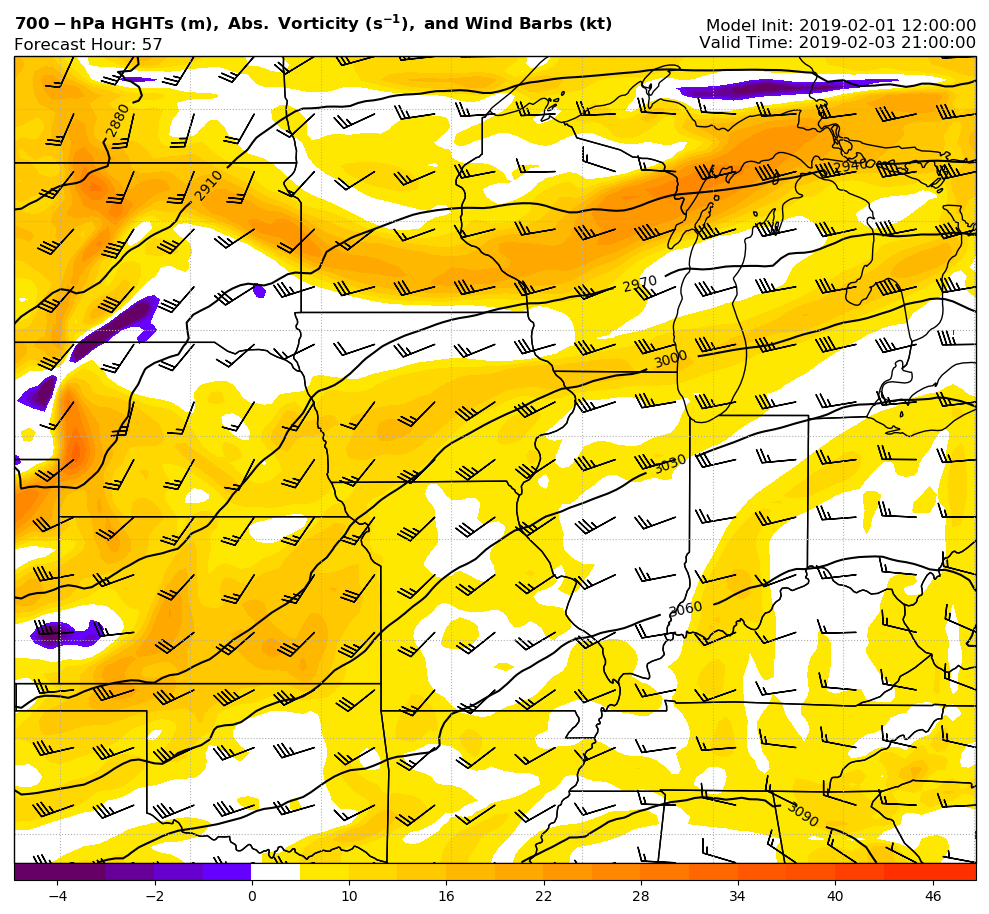 700-hPa HGHTs (m), Abs. Vorticity (s⁻¹), and Wind Barbs (kt)
Model Init: 2019-02-01 12:00:00
Forecast Hour: 57
Valid Time: 2019-02-03 21:00:00
2880
2910
2940
2970
3000
3030
3060
3090
−4 −2 0 10 16 22 28 34 40 46